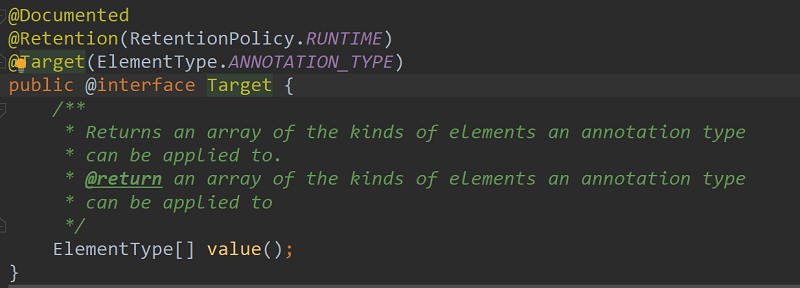 @Documented
@Retention(RetentionPolicy.RUNTIME)
@Target(ElementType.ANNOTATION_TYPE)
public @interface Target {
    /**
     * Returns an array of the kinds of elements an annotation type
     * can be applied to.
     * @return an array of the kinds of elements an annotation type
     * can be applied to
     */
    ElementType[] value();
}